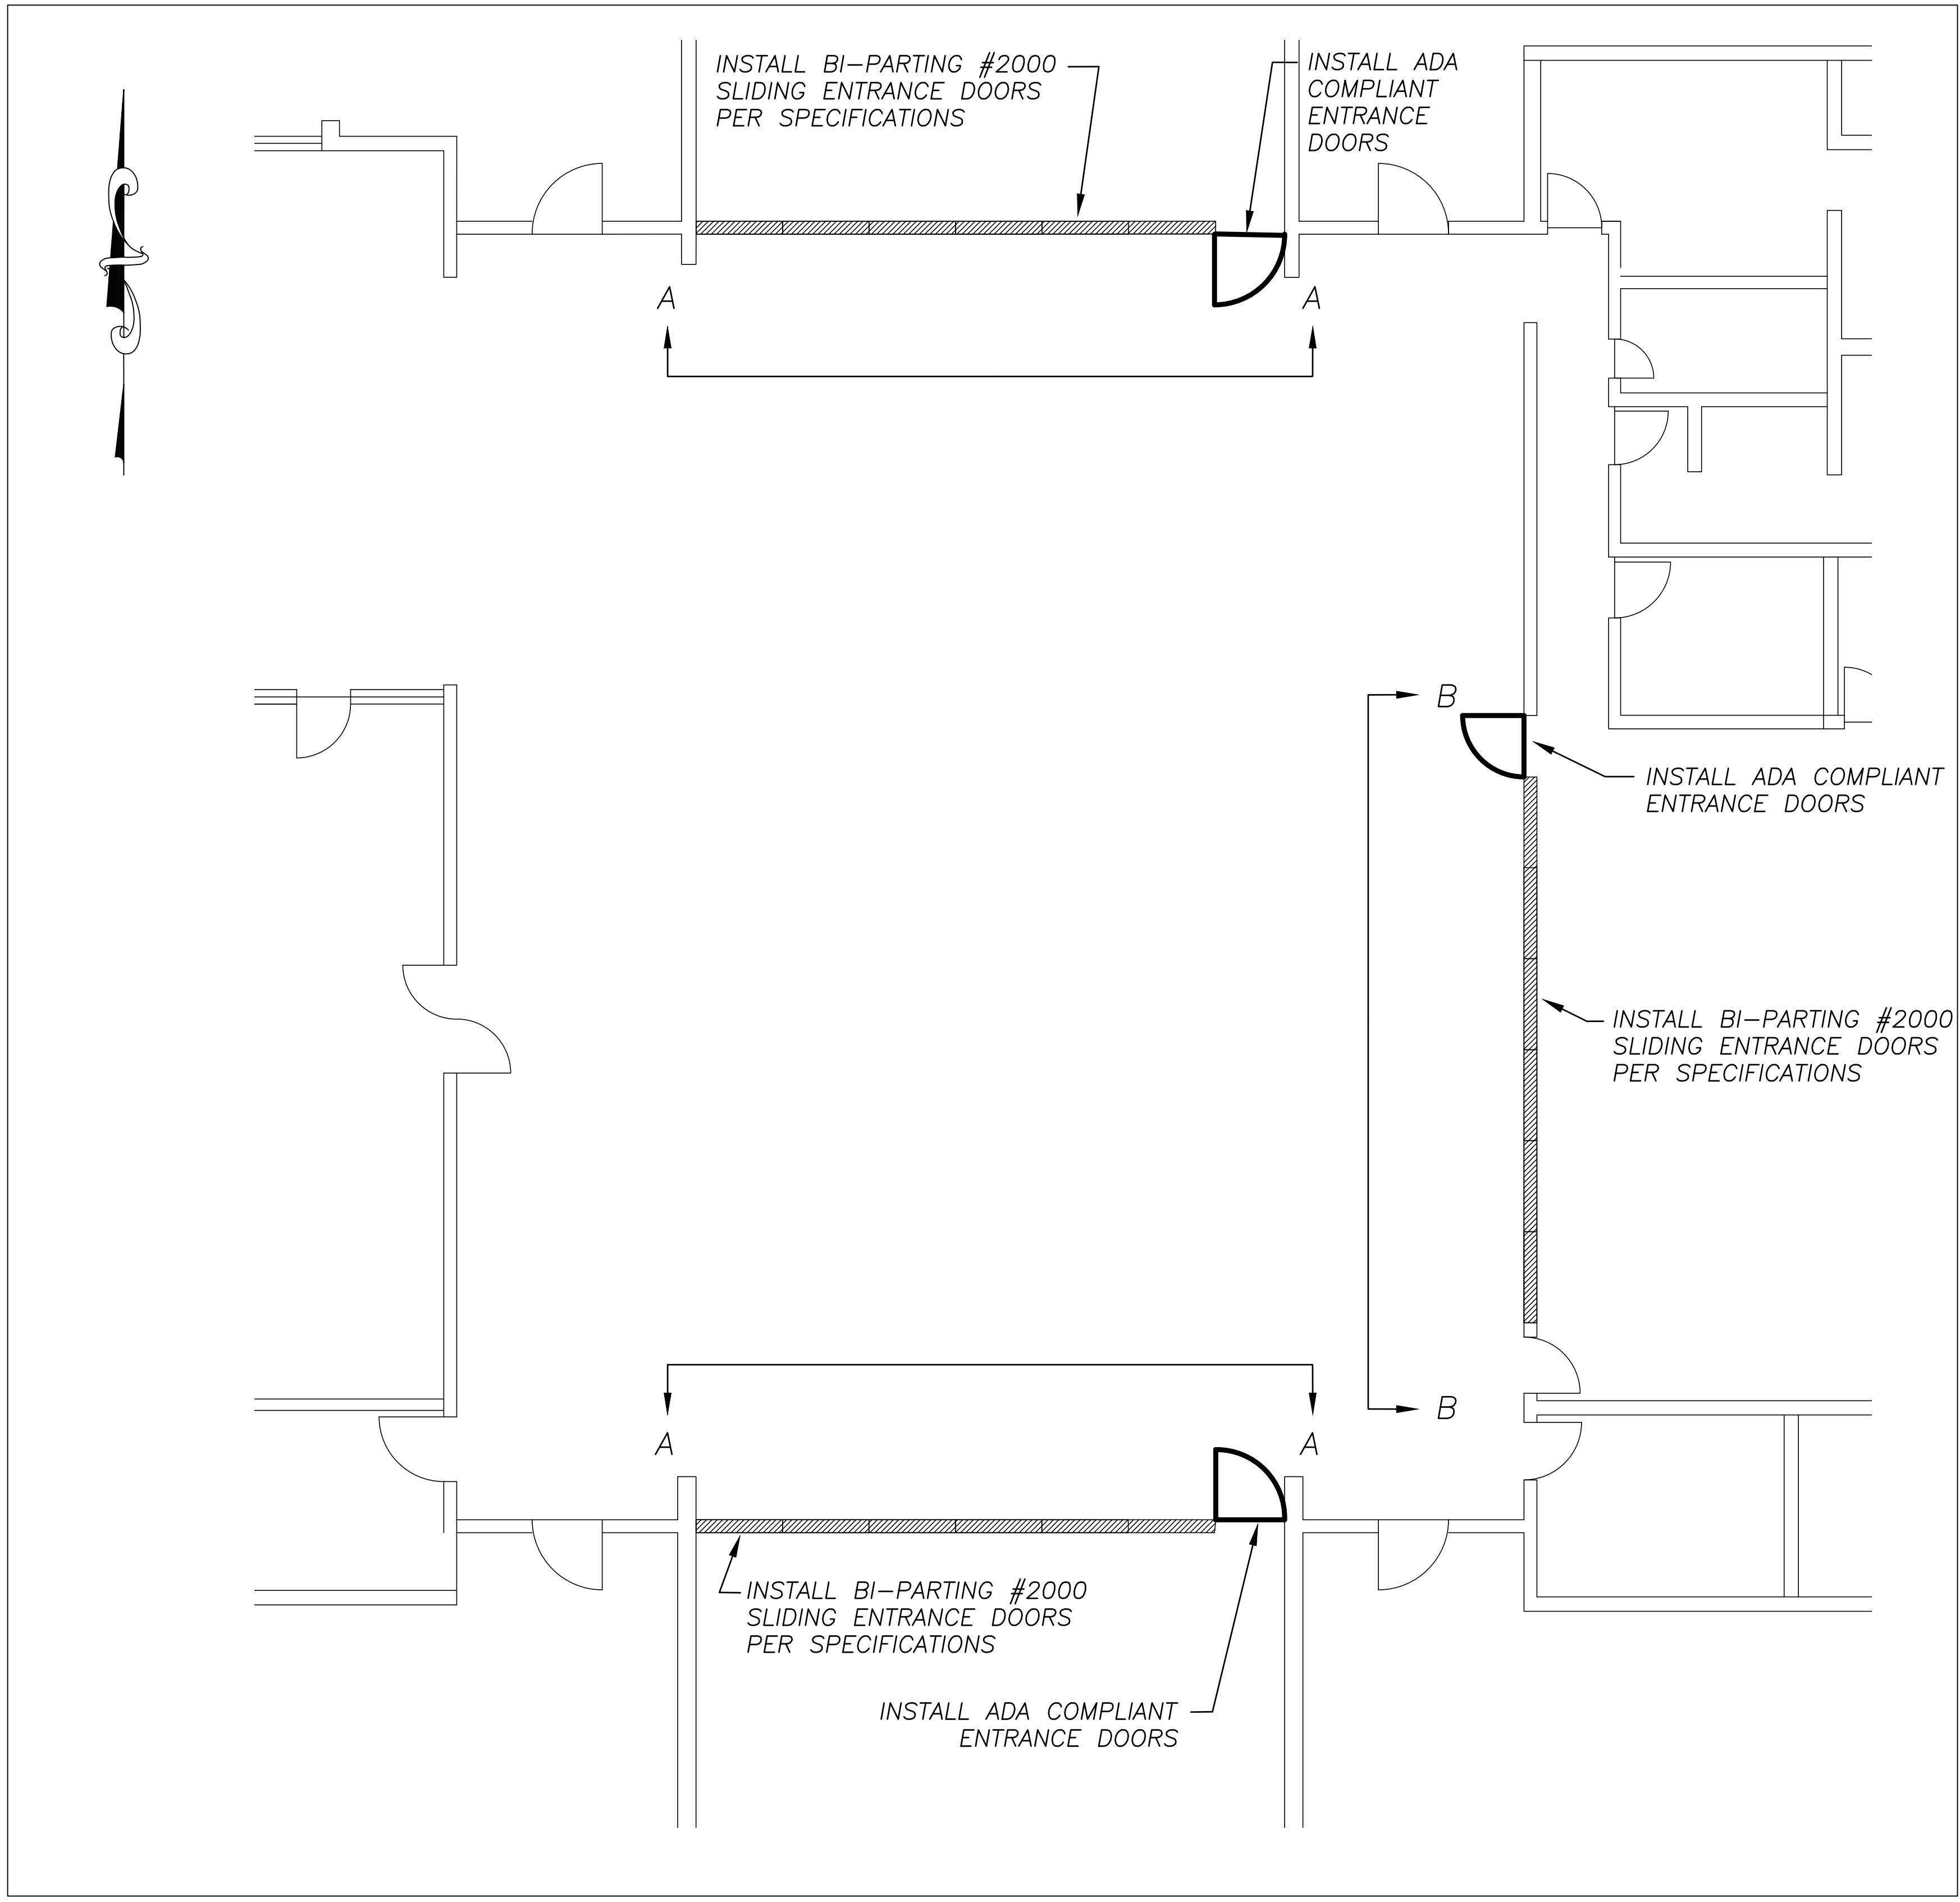 INSTALL BI-PARTING #2000
SLIDING ENTRANCE DOORS
PER SPECIFICATIONS
INSTALL ADA
COMPLIANT
ENTRANCE
DOORS
A
A
B
INSTALL ADA COMPLIANT
ENTRANCE DOORS
INSTALL BI-PARTING #2000
SLIDING ENTRANCE DOORS
PER SPECIFICATIONS
B
A
A
INSTALL BI-PARTING #2000
SLIDING ENTRANCE DOORS
PER SPECIFICATIONS
INSTALL ADA COMPLIANT
ENTRANCE DOORS